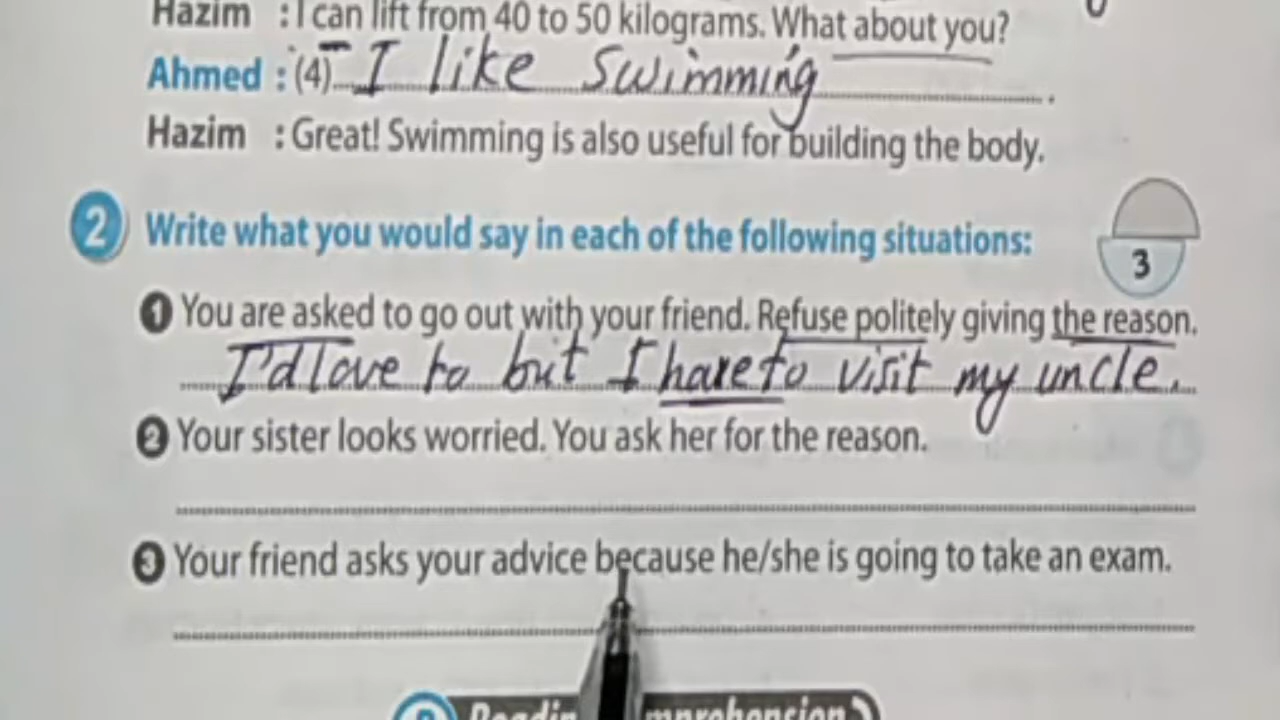 Hazim : I can lift from 40 to 50 kilograms. What about you?
Ahmed : (4) I like swimming .
Hazim : Great! Swimming is also useful for building the body.
2 Write what you would say in each of the following situations:
3
1 You are asked to go out with your friend. Refuse politely giving the reason.
I'd love to but I have to visit my uncle.
2 Your sister looks worried. You ask her for the reason.
3 Your friend asks your advice because he/she is going to take an exam.